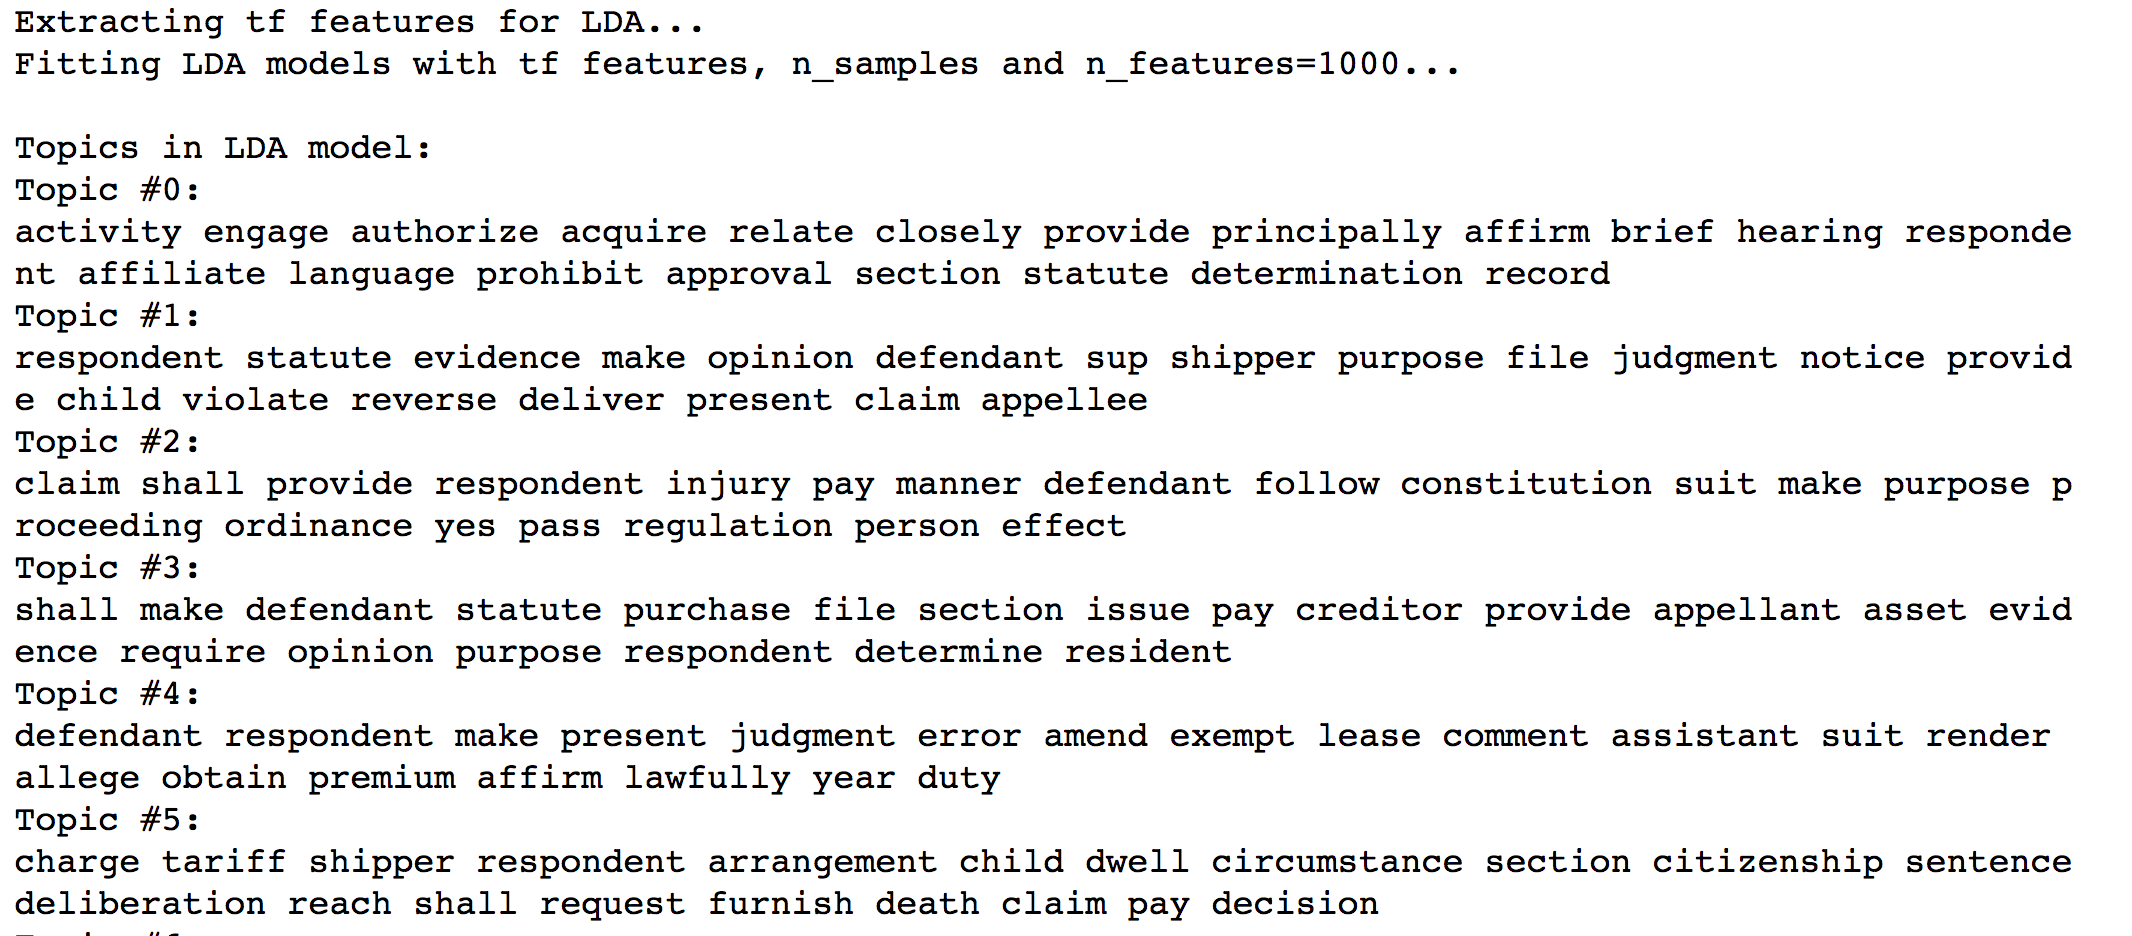 Extracting tf features for LDA...
Fitting LDA models with tf features, n_samples and n_features=1000...
Topics in LDA model:
Topic #0:
activity engage authorize acquire relate closely provide principally affirm brief hearing responde
nt affiliate language prohibit approval section statute determination record
Topic #1:
respondent statute evidence make opinion defendant sup shipper purpose file judgment notice provid
e child violate reverse deliver present claim appellee
Topic #2:
claim shall provide respondent injury pay manner defendant follow constitution suit make purpose p
roceeding ordinance yes pass regulation person effect
Topic #3:
shall make defendant statute purchase file section issue pay creditor provide appellant asset evid
ence require opinion purpose respondent determine resident
Topic #4:
defendant respondent make present judgment error amend exempt lease comment assistant suit render
allege obtain premium affirm lawfully year duty
Topic #5:
charge tariff shipper respondent arrangement child dwell circumstance section citizenship sentence
deliberation reach shall request furnish death claim pay decision